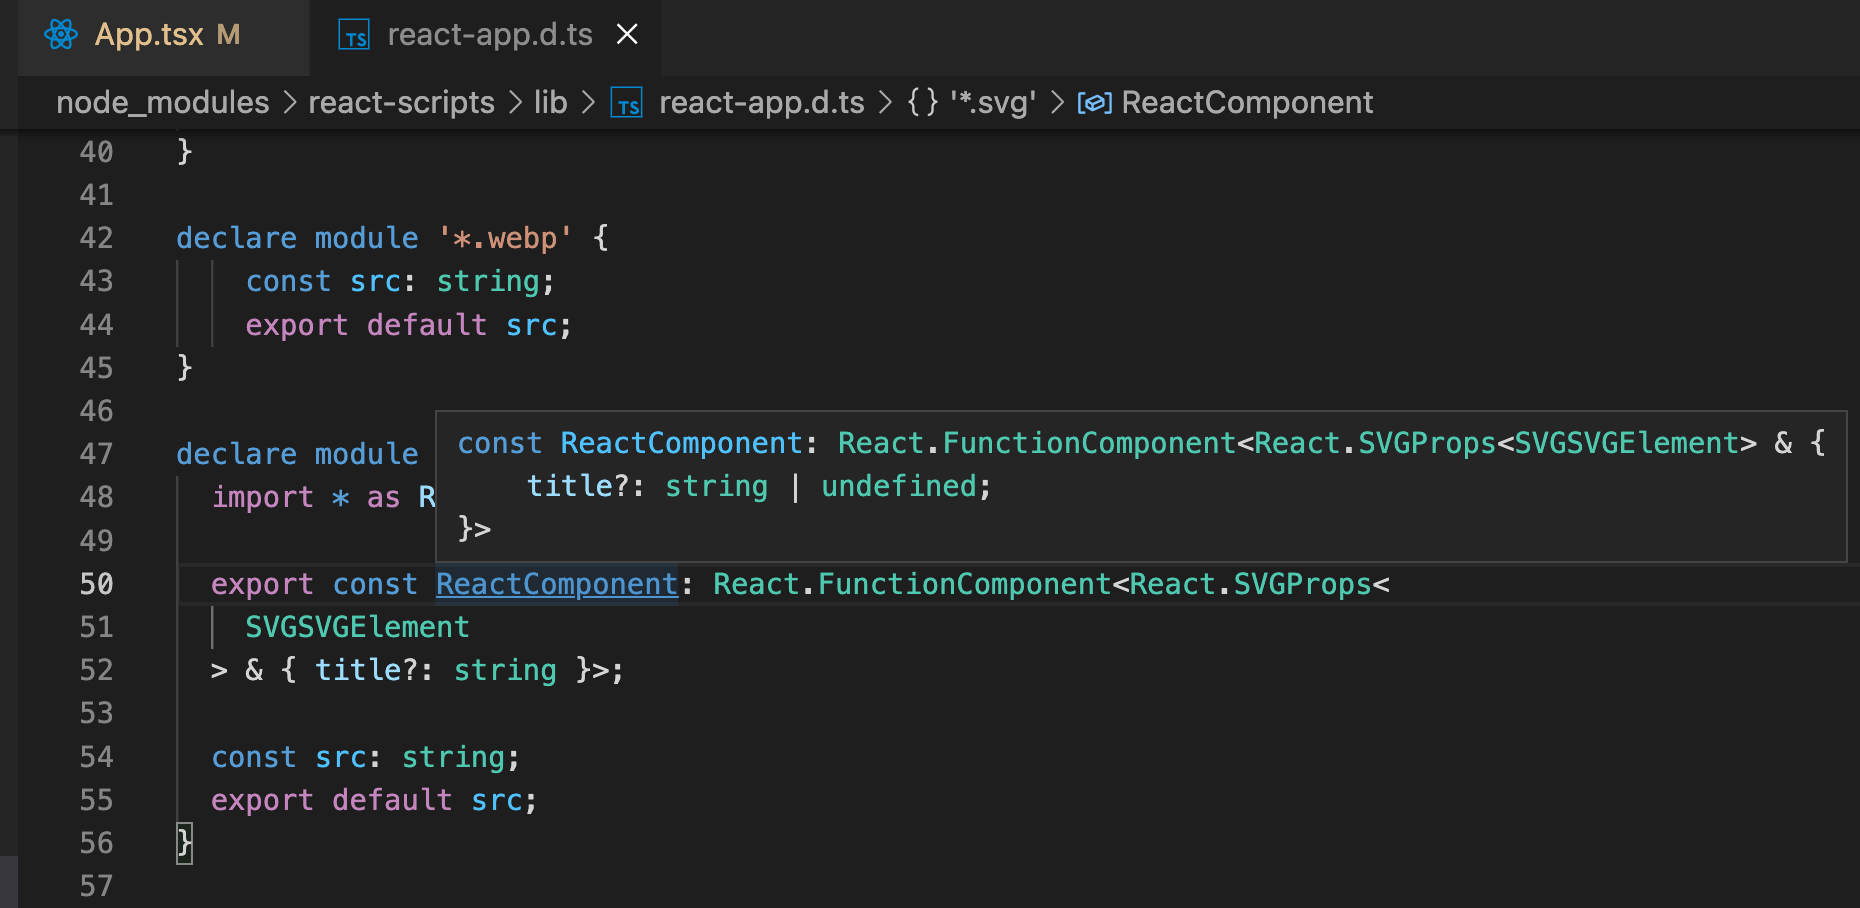 App.tsx M
TS react-app.d.ts
node_modules > react-scripts > lib > TS react-app.d.ts > {} '*.svg' > ReactComponent
40 }
41
42 declare module '*.webp' {
43 const src: string;
44 export default src;
45 }
46
const ReactComponent: React.FunctionComponent<React.SVGProps<SVGSVGElement> & {
title?: string | undefined;
}>
47 declare module
48 import * as R
49
50 export const ReactComponent: React.FunctionComponent<React.SVGProps<
51 SVGSVGElement
52 > & { title?: string }>;
53
54 const src: string;
55 export default src;
56 }
57